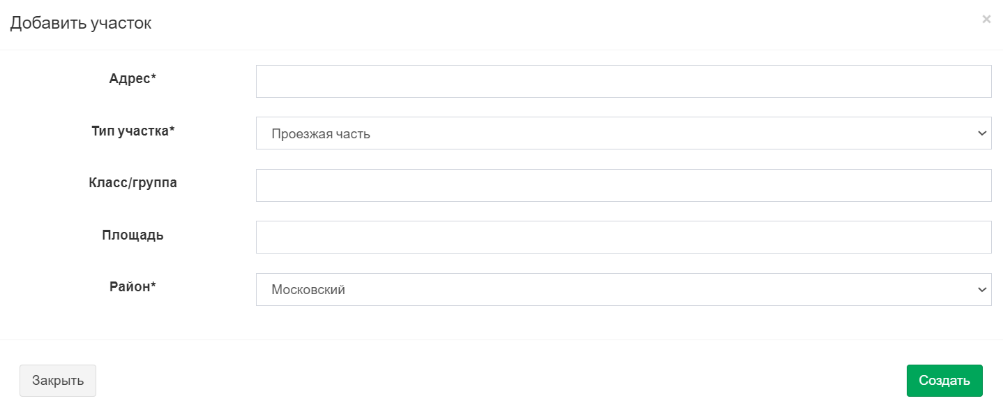 Добавить участок
×
Адрес*
Тип участка*
Проезжая часть
Класс/группа
Площадь
Район*
Московский
Закрыть
Создать